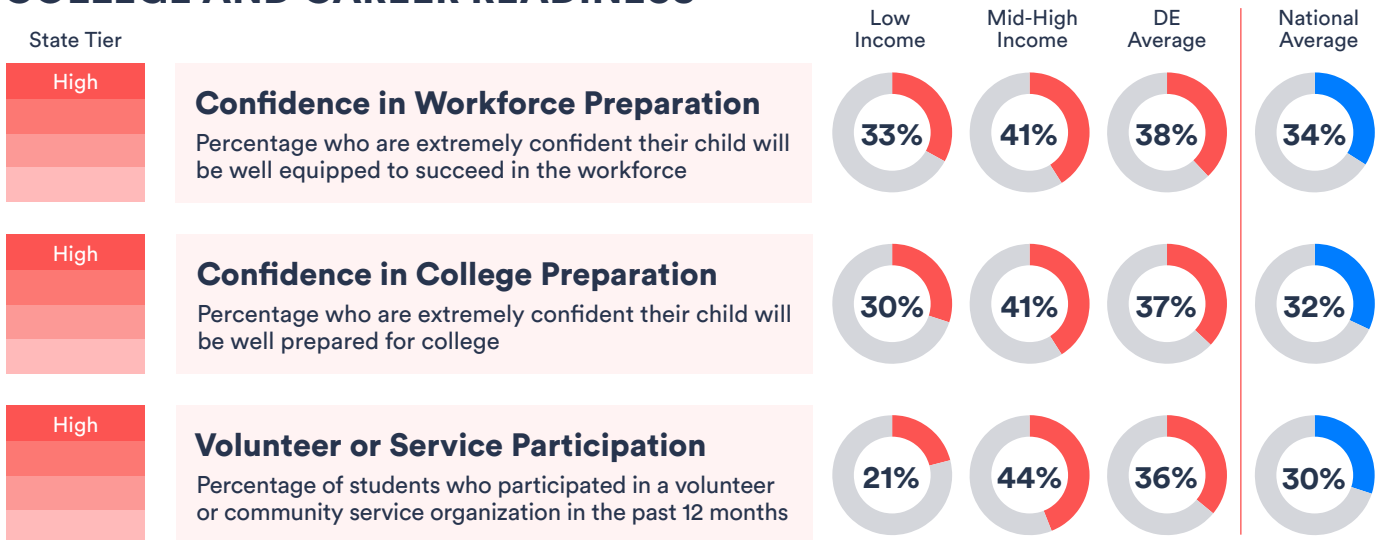 COLLEGE AND CAREER READINESS
State Tier
Low
Income
Mid-High
Income
DE
Average
National
Average
High
Confidence in Workforce Preparation
Percentage who are extremely confident their child will
be well equipped to succeed in the workforce
33%
41%
38%
34%
High
Confidence in College Preparation
Percentage who are extremely confident their child will
be well prepared for college
30%
41%
37%
32%
High
Volunteer or Service Participation
Percentage of students who participated in a volunteer
or community service organization in the past 12 months
21%
44%
36%
30%